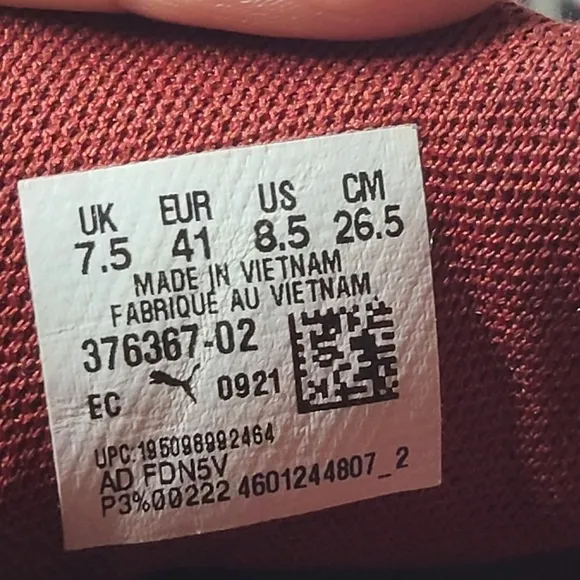 UK EUR US CM
7.5 41 8.5 26.5
MADE IN VIETNAM
FABRIQUE AU VIETNAM
376367-02
EC 0921
UPC:195098992464
AD FDN5V
P3%00222 4601244807_2